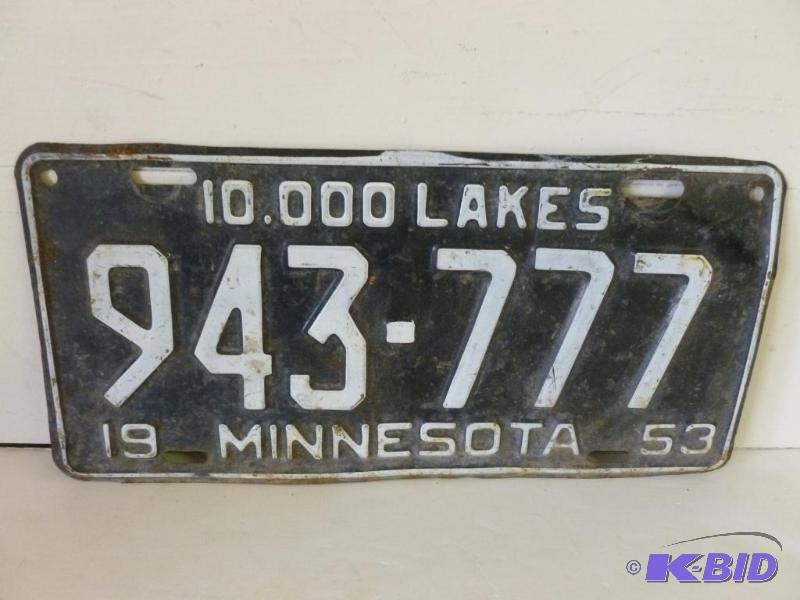 10.000 LAKES
943-777
19 MINNESOTA 53
© K-BID